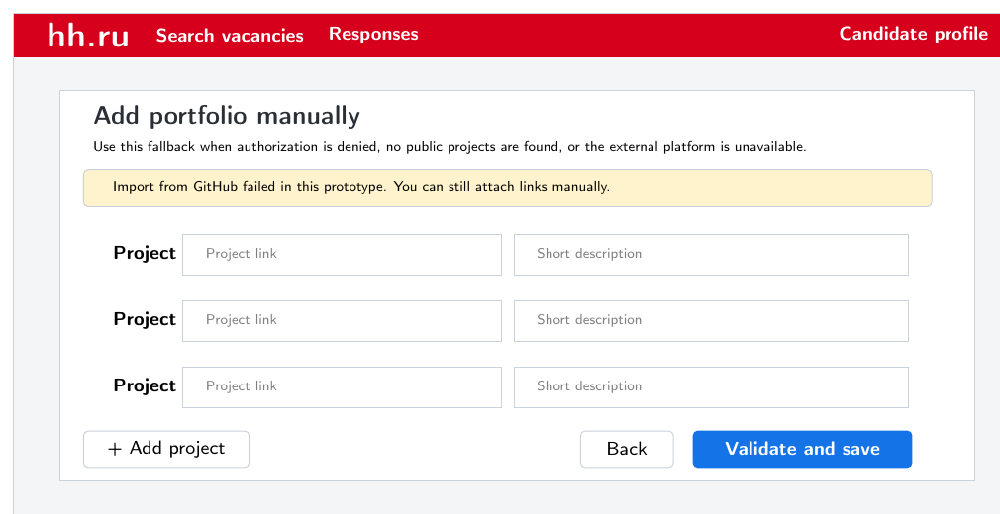 hh.ru Search vacancies Responses Candidate profile
Add portfolio manually
Use this fallback when authorization is denied, no public projects are found, or the external platform is unavailable.
Import from GitHub failed in this prototype. You can still attach links manually.
Project Project link Short description
Project Project link Short description
Project Project link Short description
+ Add project Back Validate and save